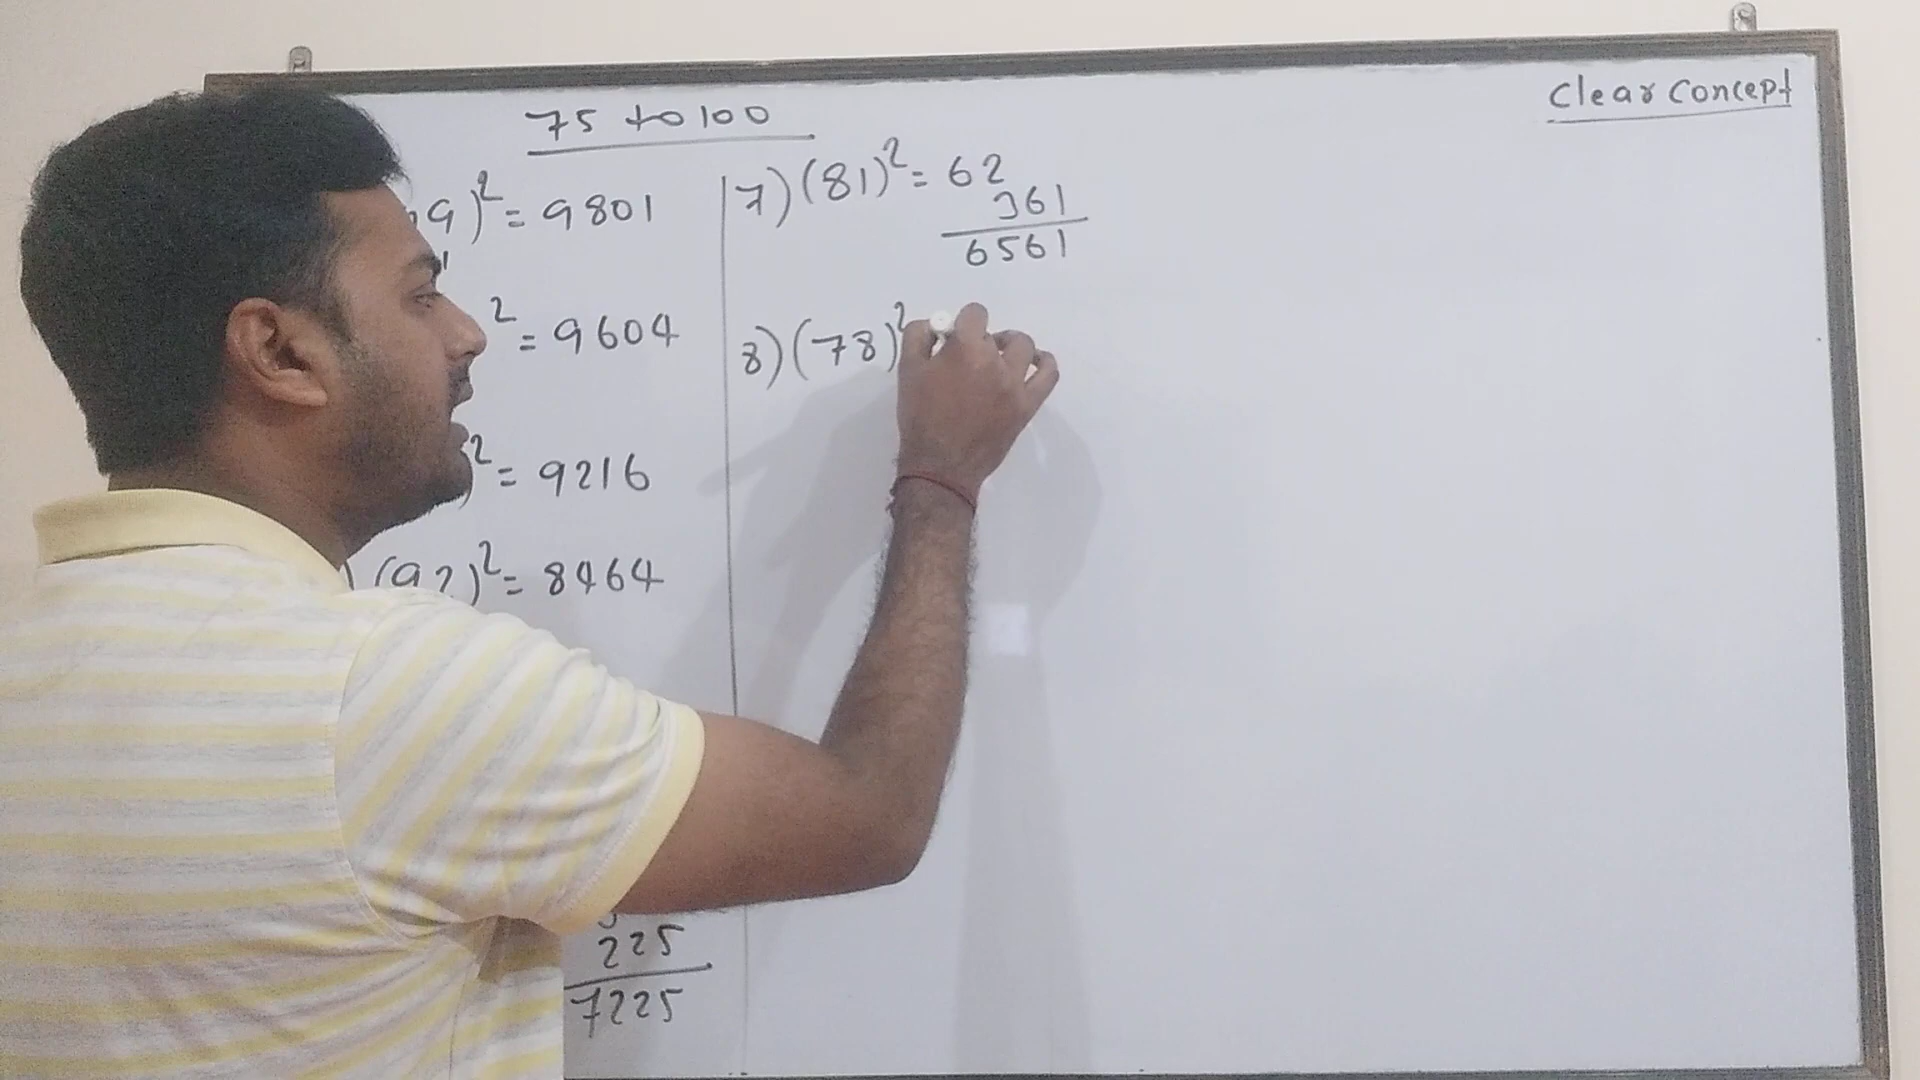 75 to 100
Clear Concept
9)² = 9801
² = 9604
)² = 9216
(92)² = 8464
225
7225
7) (81)² = 62
361
6561
8) (78)²